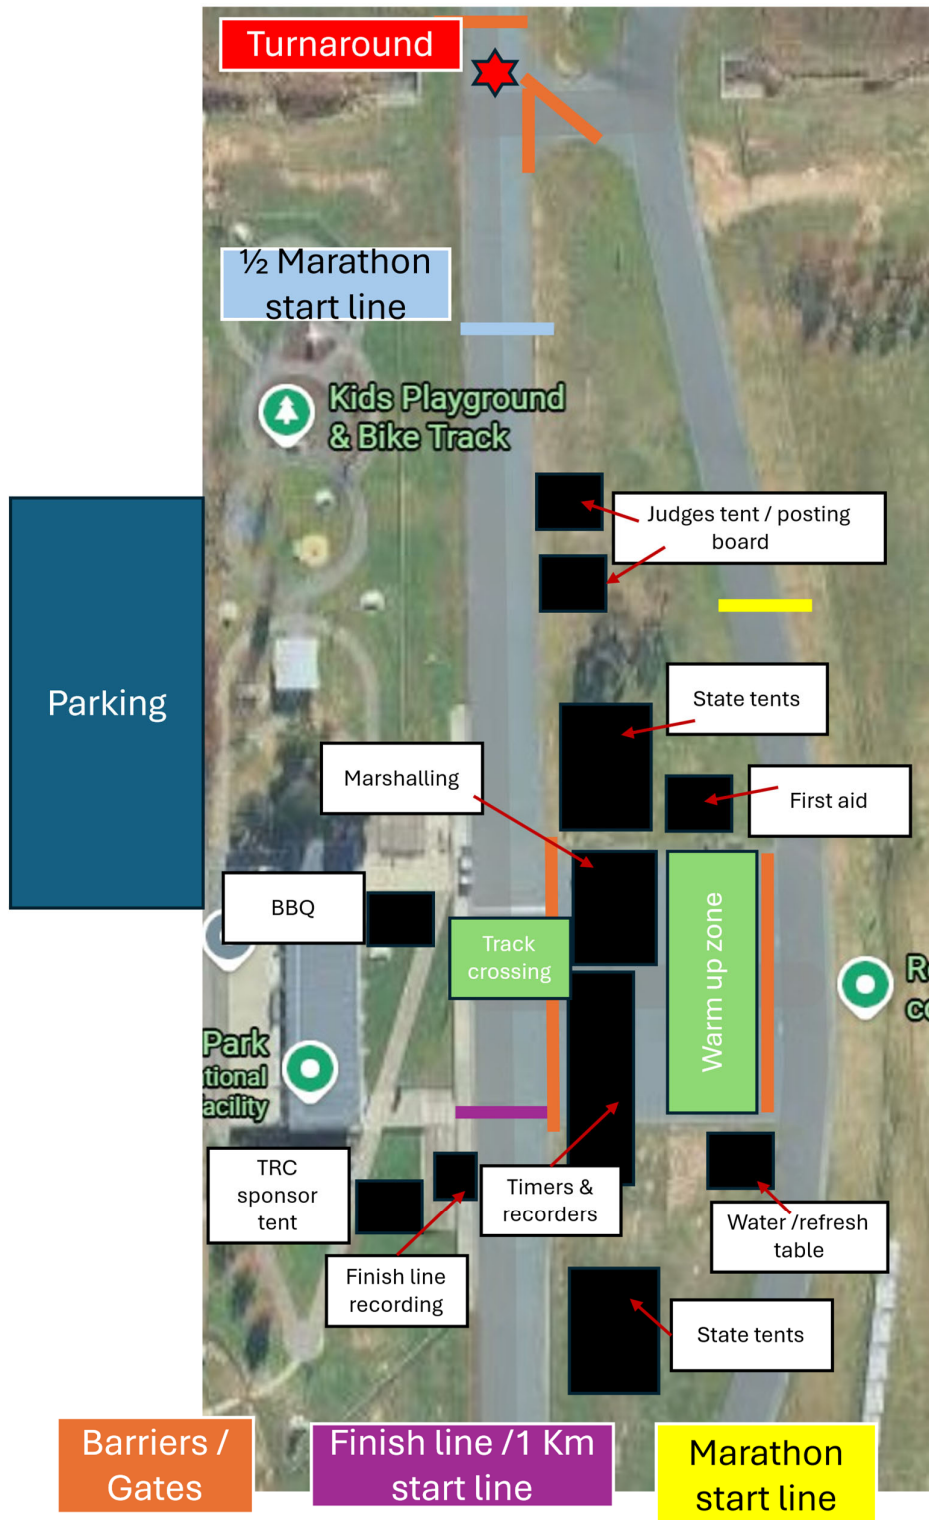 Turnaround
½ Marathon
start line
Kids Playground
& Bike Track
Judges tent / posting
board
Parking
State tents
Marshalling
First aid
BBQ
Track
crossing
Warm up zone
Park
tional
acility
TRC
sponsor
tent
Timers &
recorders
Water /refresh
table
Finish line
recording
State tents
Barriers /
Gates
Finish line /1 Km
start line
Marathon
start line